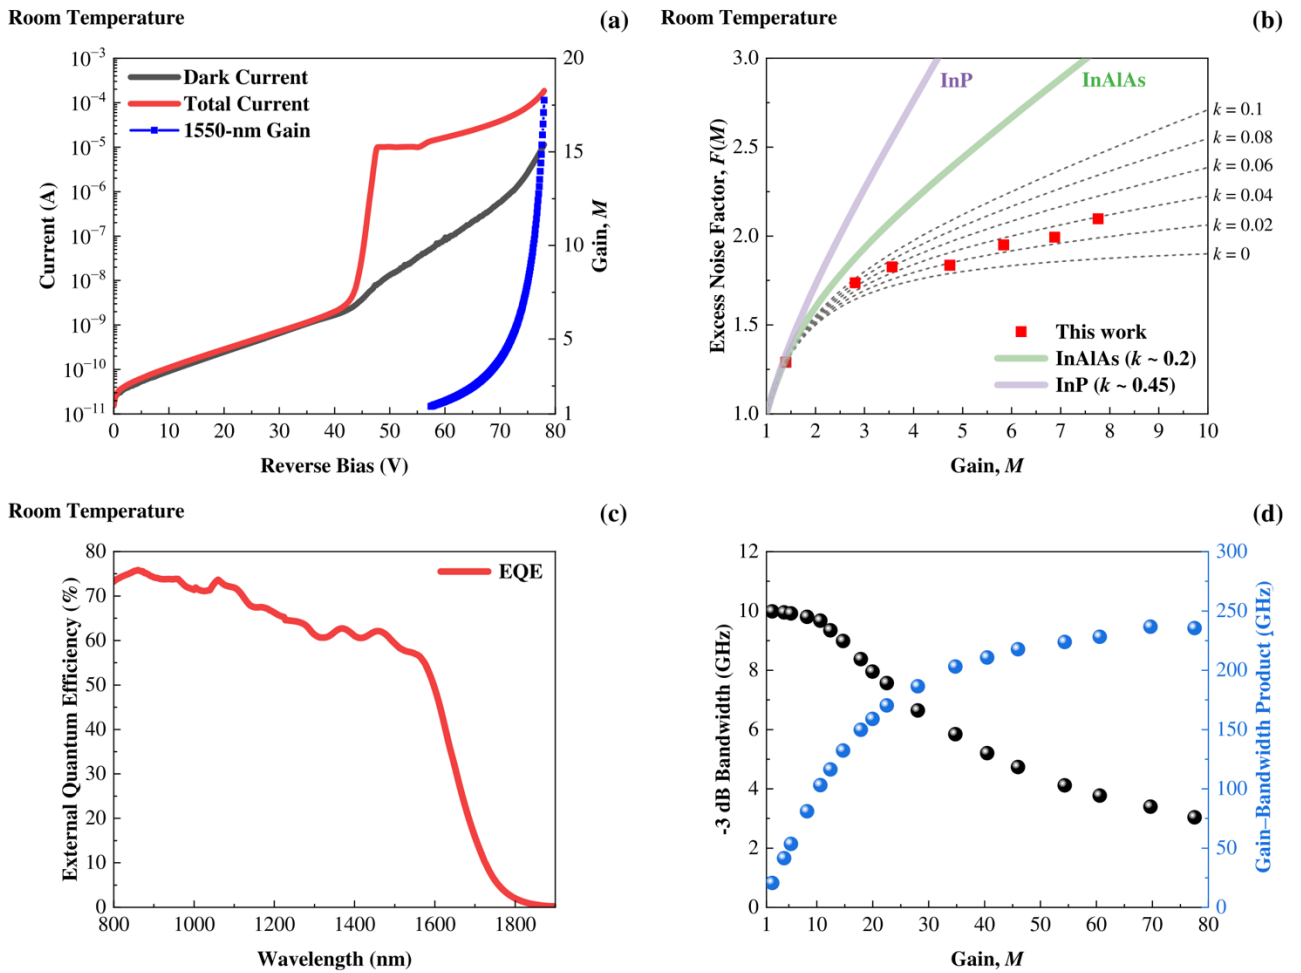 Room Temperature
(a)
Dark Current
Total Current
1550-nm Gain
10⁻³
10⁻⁴
10⁻⁵
10⁻⁶
10⁻⁷
10⁻⁸
10⁻⁹
10⁻¹⁰
10⁻¹¹
Current (A)
20
15
10
5
1
Gain, M
0 10 20 30 40 50 60 70 80
Reverse Bias (V)
Room Temperature
(b)
InP
InAlAs
3.0
2.5
2.0
1.5
1.0
Excess Noise Factor, F(M)
k = 0.1
k = 0.08
k = 0.06
k = 0.04
k = 0.02
k = 0
This work
InAlAs (k ~ 0.2)
InP (k ~ 0.45)
1 2 3 4 5 6 7 8 9 10
Gain, M
Room Temperature
(c)
EQE
80
70
60
50
40
30
20
10
0
External Quantum Efficiency (%)
800 1000 1200 1400 1600 1800
Wavelength (nm)
(d)
12
10
8
6
4
2
0
-3 dB Bandwidth (GHz)
300
250
200
150
100
50
0
Gain–Bandwidth Product (GHz)
1 10 20 30 40 50 60 70 80
Gain, M